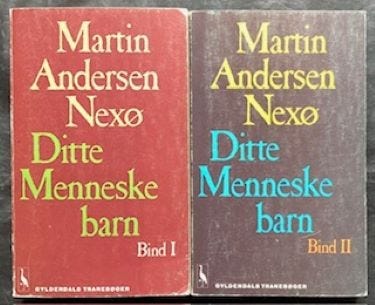 Martin
Andersen
Nexø
Ditte
Menneske
barn
Bind I
GYLDENDALS TRANEBØGER
Martin
Andersen
Nexø
Ditte
Menneske
barn
Bind II
GYLDENDALS TRANEBØGER